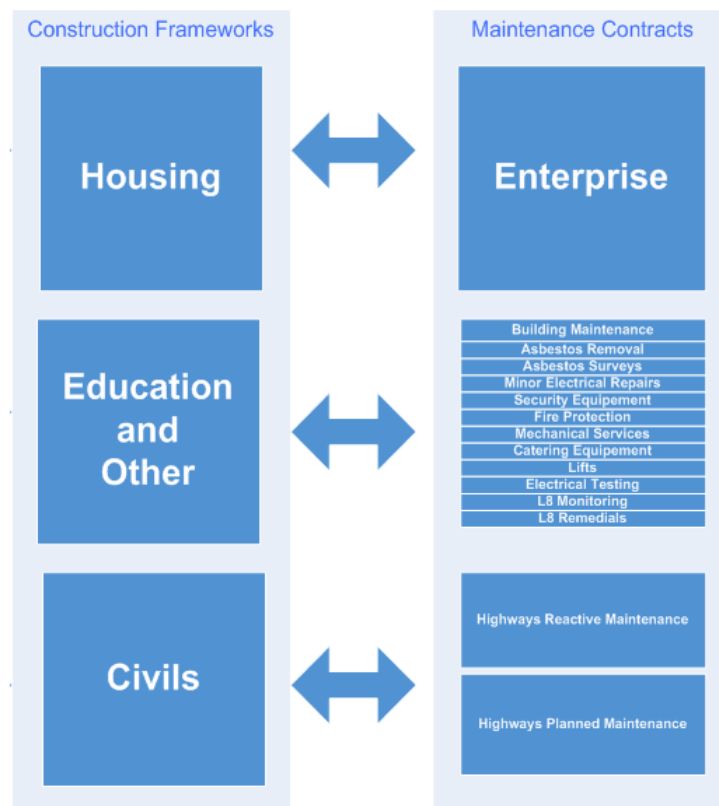 Construction Frameworks
Maintenance Contracts
Housing
Enterprise
Education
and
Other
Building Maintenance
Asbestos Removal
Asbestos Surveys
Minor Electrical Repairs
Security Equipement
Fire Protection
Mechanical Services
Catering Equipement
Lifts
Electrical Testing
L8 Monitoring
L8 Remedials
Civils
Highways Reactive Maintenance
Highways Planned Maintenance